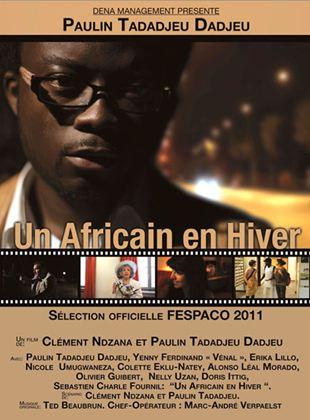 DENA MANAGEMENT PRESENTE
PAULIN TADADJEU DADJEU
Un Africain en Hiver
SÉLECTION OFFICIELLE FESPACO 2011
UN FILM DE: CLÉMENT NDZANA ET PAULIN TADADJEU DADJEU
AVEC: PAULIN TADADJEU DADJEU, YENNY FERDINAND « VÉNAL », ERIKA LILLO,
NICOLE UMUGWANEZA, COLETTE EKLU-NATEY, ALONSO LÉAL MORADO,
OLIVIER GUIBERT, NELLY UZAN, DORIS ITTIG,
SEBASTIEN CHARLE FOURNIL: "UN AFRICAIN EN HIVER ".
SCÉNARIO: CLÉMENT NDZANA ET PAULIN TADADJEU.
MUSIQUE ORIGINALE: TED BEAUBRUN. CHEF-OPÉRATEUR : MARC-ANDRÉ VERPAELST